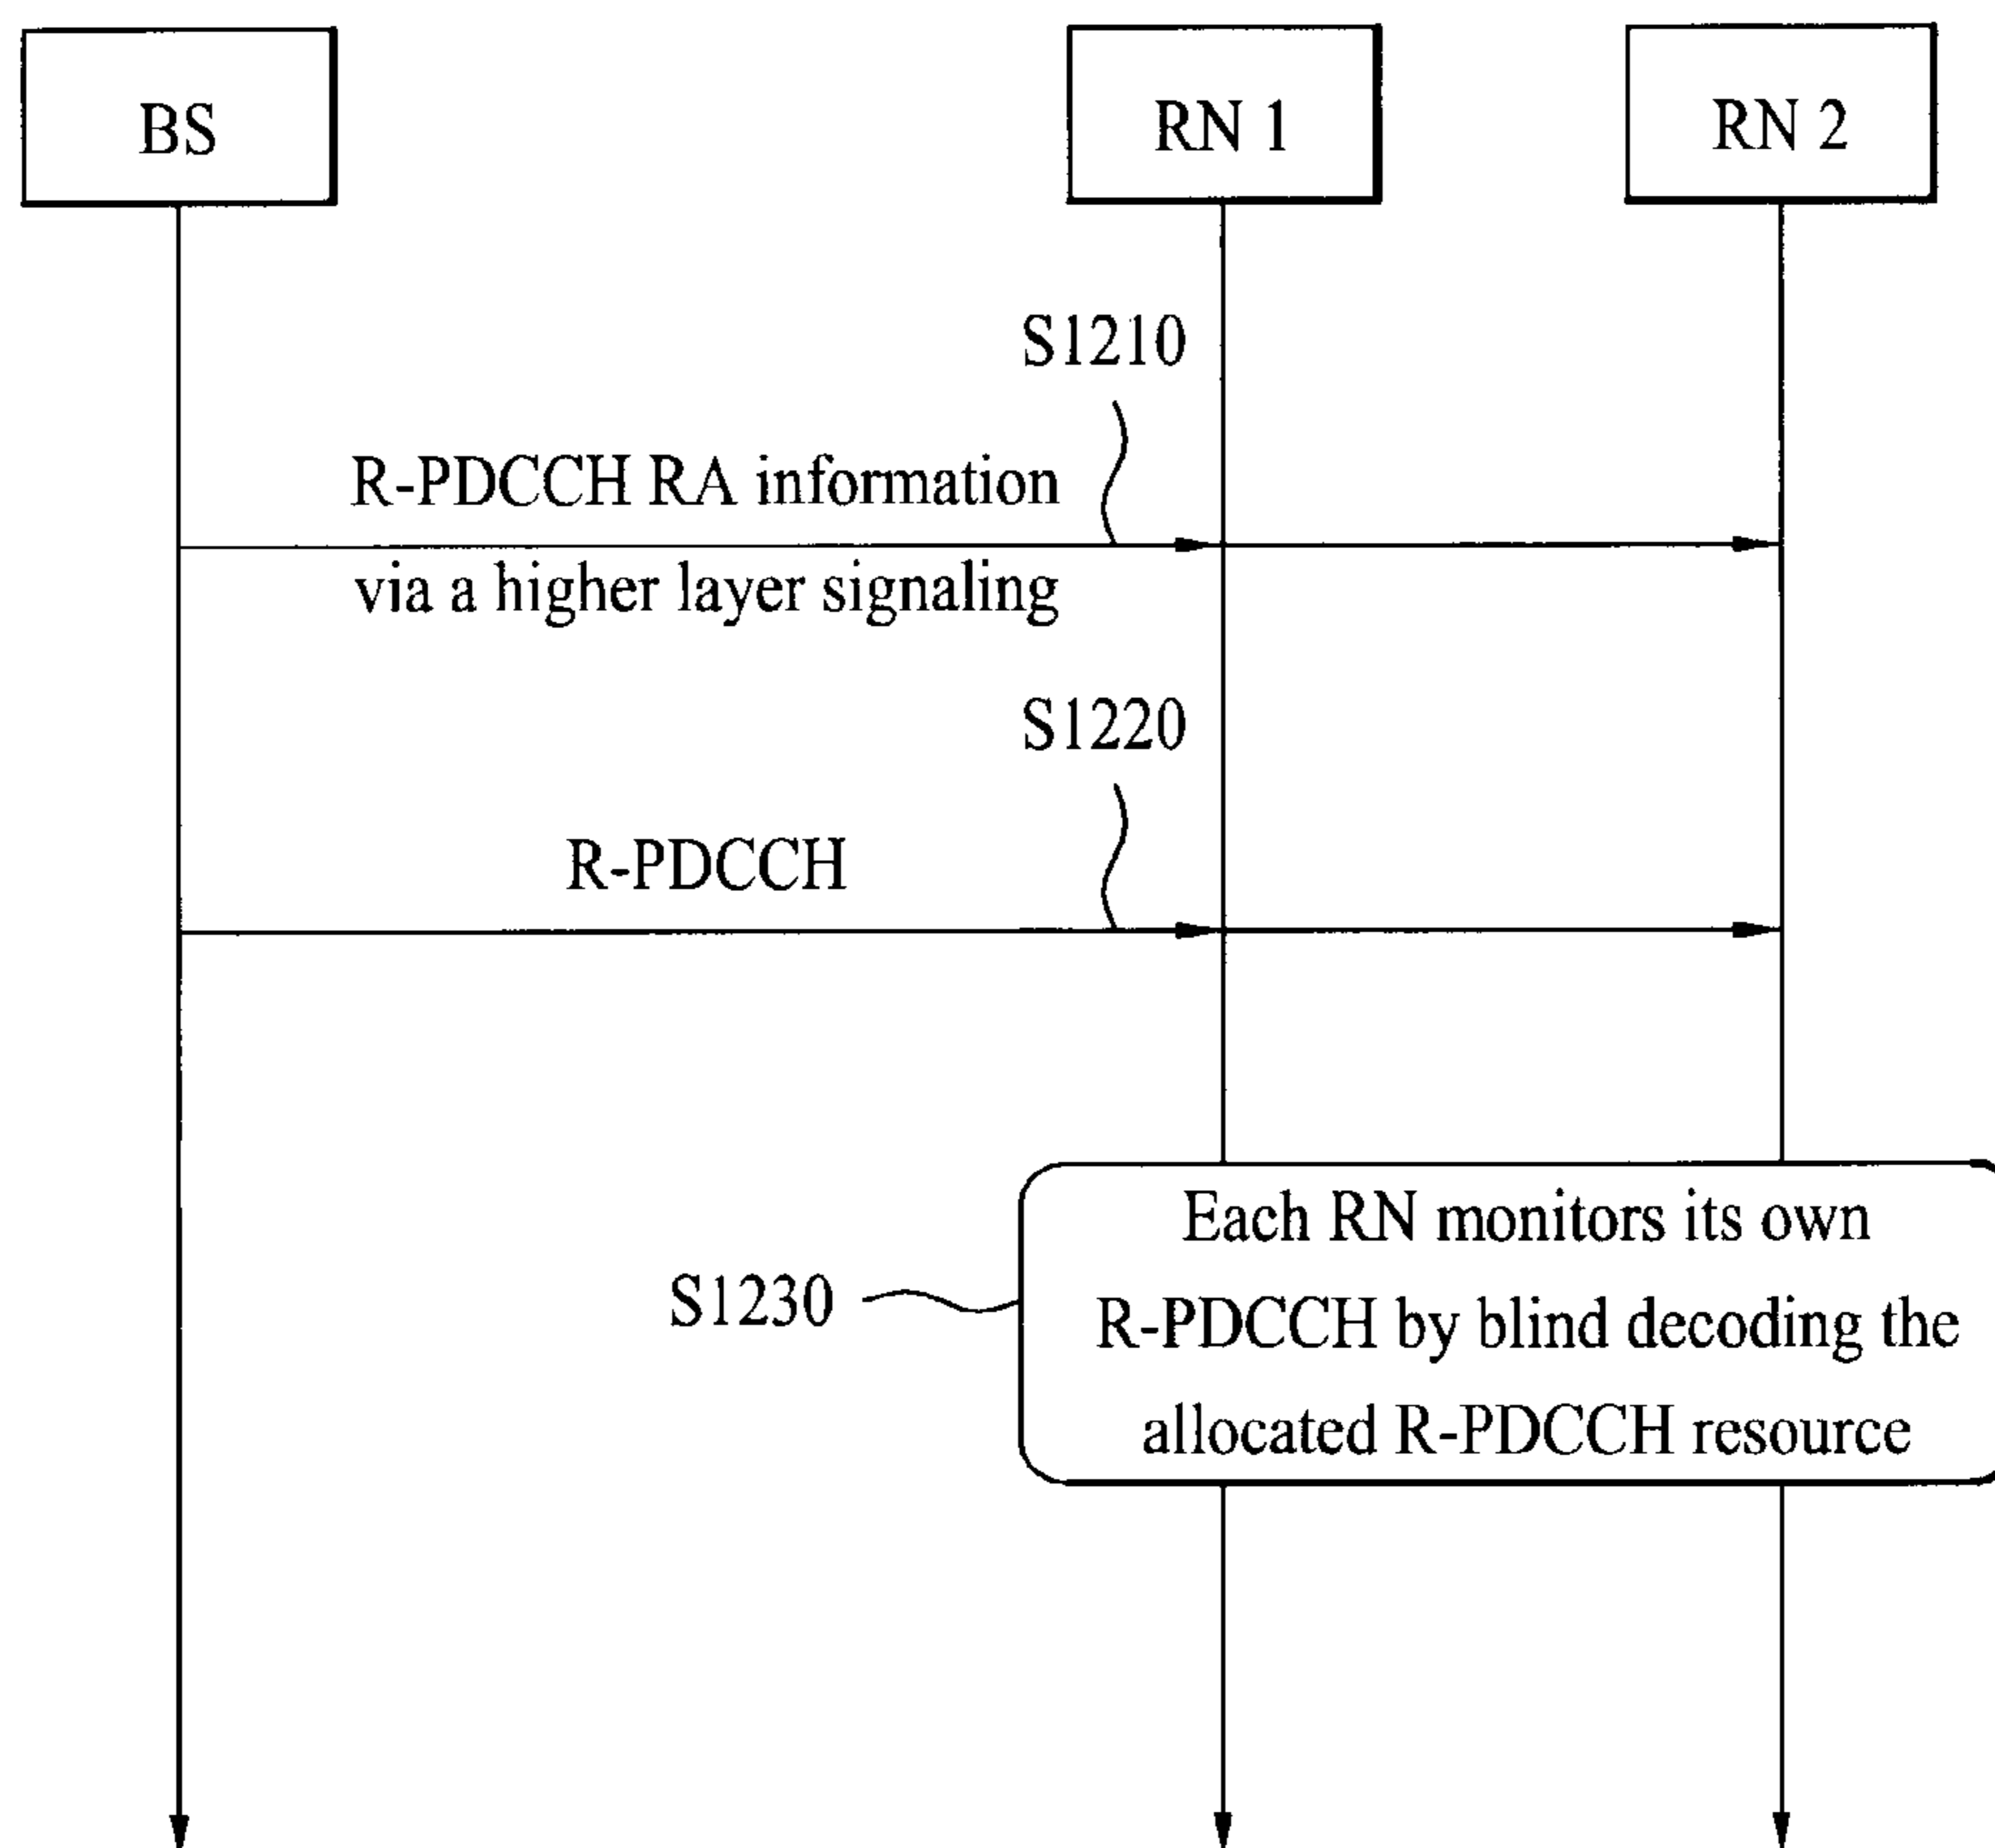 BS
RN 1
RN 2
S1210
R-PDCCH RA information
via a higher layer signaling
S1220
R-PDCCH
Each RN monitors its own
S1230
R-PDCCH by blind decoding the
allocated R-PDCCH resource